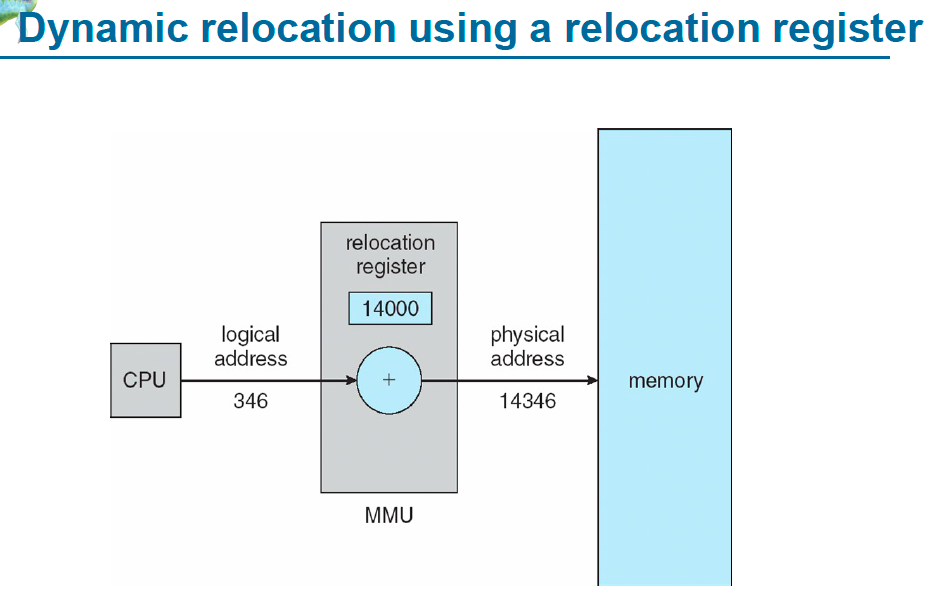 Dynamic relocation using a relocation register
relocation
register
14000
logical
address
346
CPU
+
physical
address
14346
memory
MMU